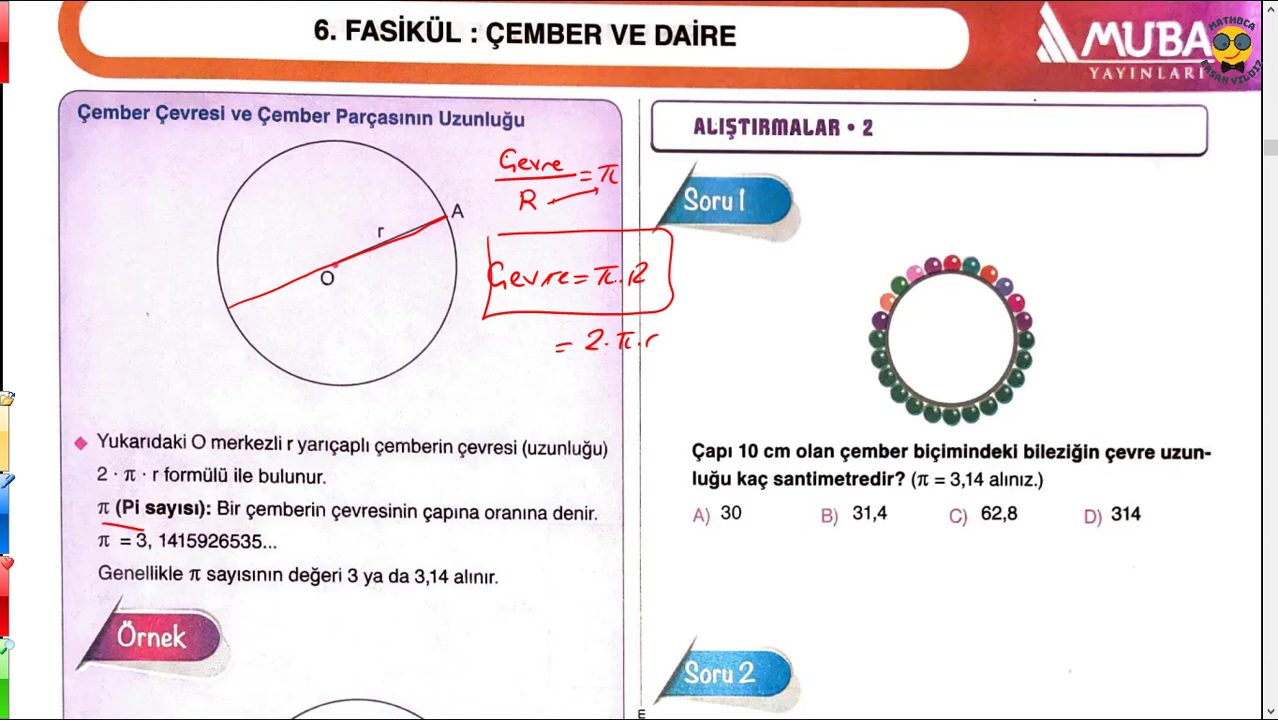 6. FASİKÜL : ÇEMBER VE DAİRE
MUBA
YAYINLARI
MATHOCA
ERSAN YILDIZ
Çember Çevresi ve Çember Parçasının Uzunluğu
A
r
O
Çevre
R
= π
Çevre = π.R
= 2.π.r
Yukarıdaki O merkezli r yarıçaplı çemberin çevresi (uzunluğu)
2 · π · r formülü ile bulunur.
π (Pi sayısı): Bir çemberin çevresinin çapına oranına denir.
π = 3, 1415926535...
Genellikle π sayısının değeri 3 ya da 3,14 alınır.
Örnek
ALIŞTIRMALAR • 2
Soru 1
Çapı 10 cm olan çember biçimindeki bileziğin çevre uzun-
luğu kaç santimetredir? (π = 3,14 alınız.)
A) 30 B) 31,4 C) 62,8 D) 314
Soru 2
E